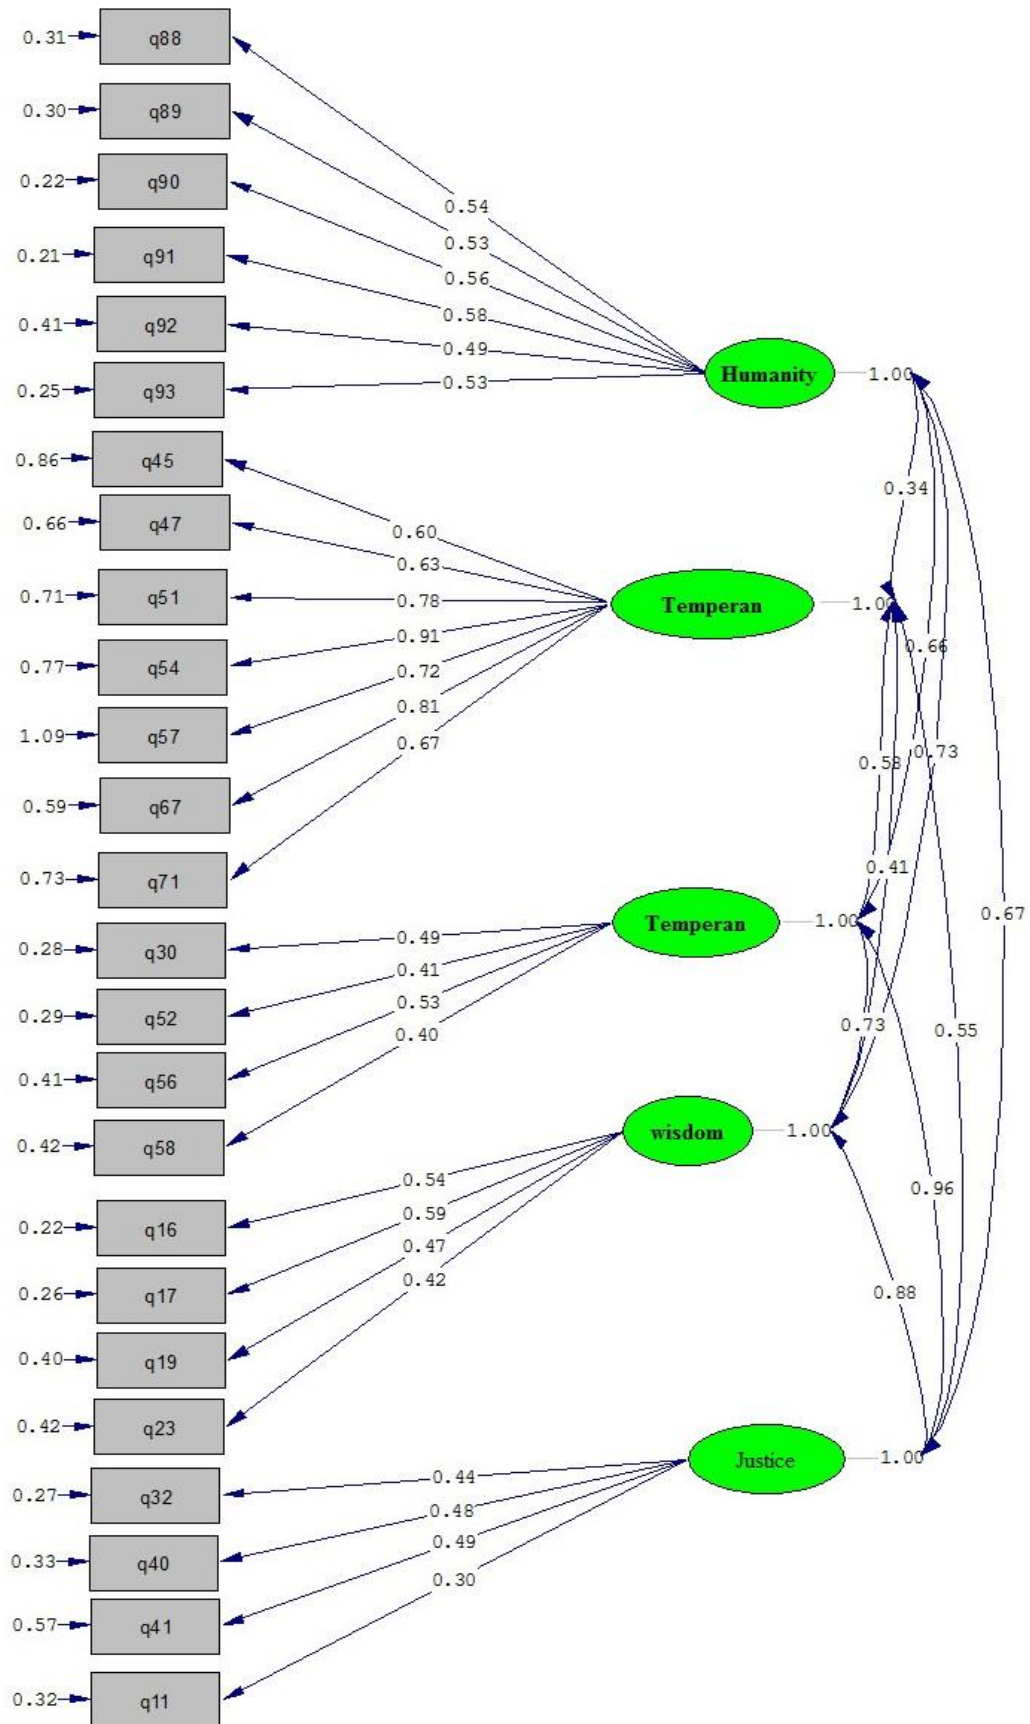 0.31 q88
0.30 q89
0.22 q90
0.54
0.53
0.21 q91
0.56
0.58
0.41 q92
0.49
0.25 q93
0.53
Humanity 1.00
0.86 q45
0.34
0.66 q47
0.60
0.63
0.71 q51
0.78
Temperan 1.00
0.91
0.77 q54
0.72
0.66
0.81
1.09 q57
0.67
0.58
0.73
0.59 q67
0.73 q71
0.41
0.28 q30
0.49
Temperan 1.00
0.67
0.41
0.29 q52
0.53
0.40
0.73
0.55
0.41 q56
0.42 q58
wisdom 1.00
0.54
0.96
0.22 q16
0.59
0.47
0.42
0.26 q17
0.88
0.40 q19
0.42 q23
Justice 1.00
0.44
0.27 q32
0.48
0.49
0.33 q40
0.30
0.57 q41
0.32 q11